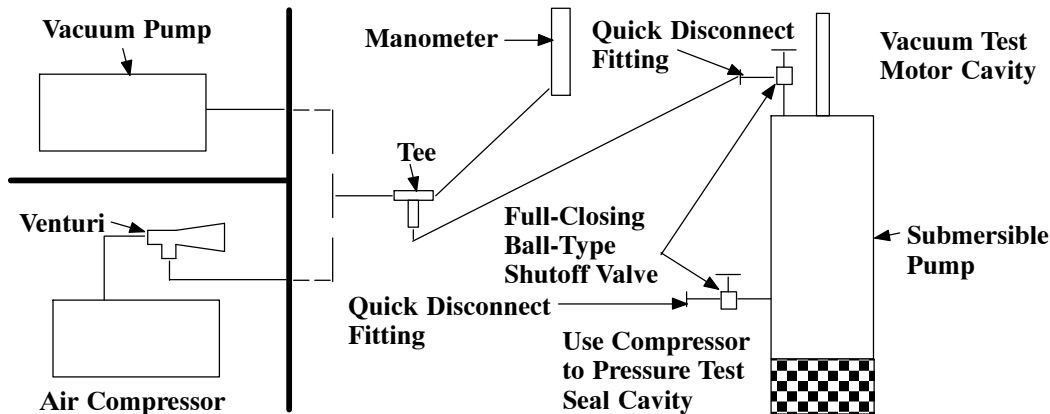 Vacuum Pump
Manometer
Quick Disconnect
Fitting
Vacuum Test
Motor Cavity
Tee
Venturi
Full-Closing
Ball-Type
Shutoff Valve
Submersible
Pump
Quick Disconnect
Fitting
Use Compressor
to Pressure Test
Seal Cavity
Air Compressor